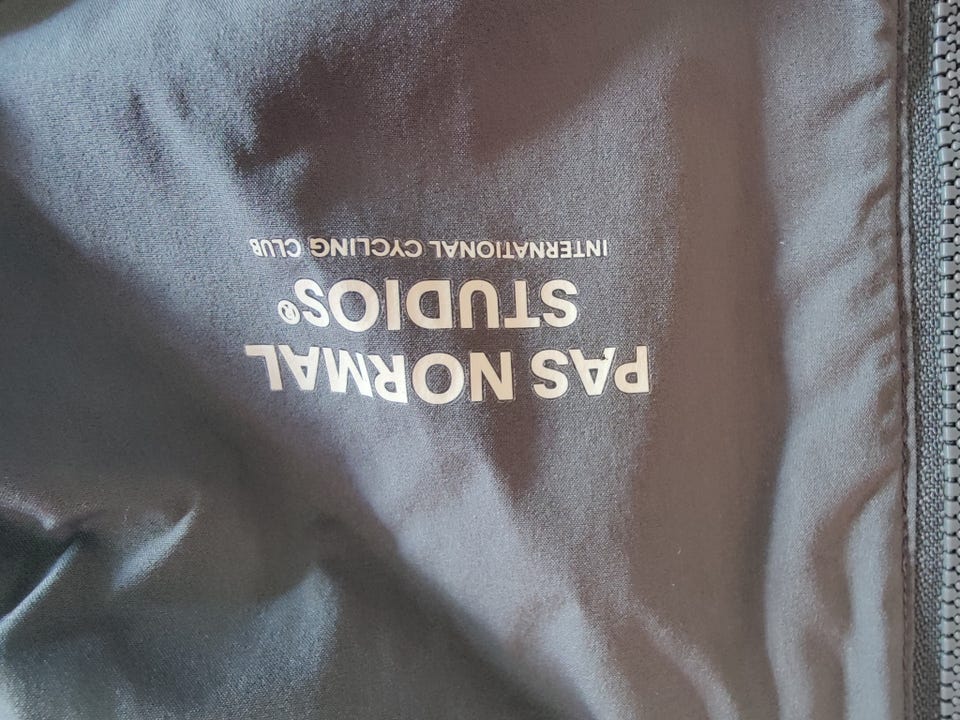 PAS NORMAL
STUDIOS®
INTERNATIONAL CYCLING CLUB